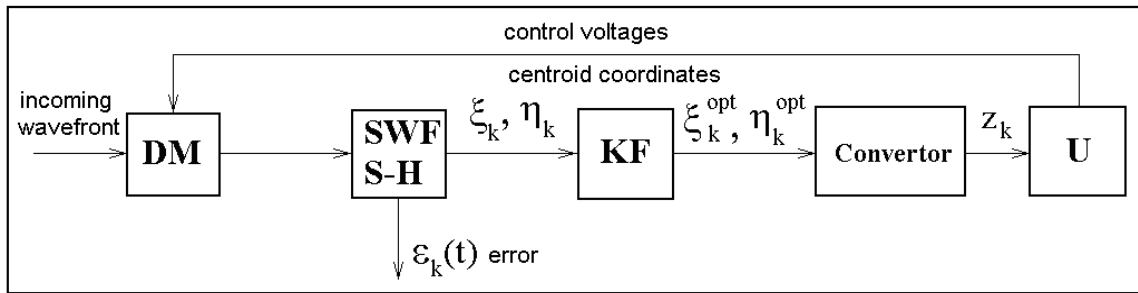 control voltages
centroid coordinates
incoming
wavefront
DM
SWF
S-H
ξₖ, ηₖ
KF
ξₖᵒᵖᵗ, ηₖᵒᵖᵗ
Convertor
zₖ
U
εₖ(t) error